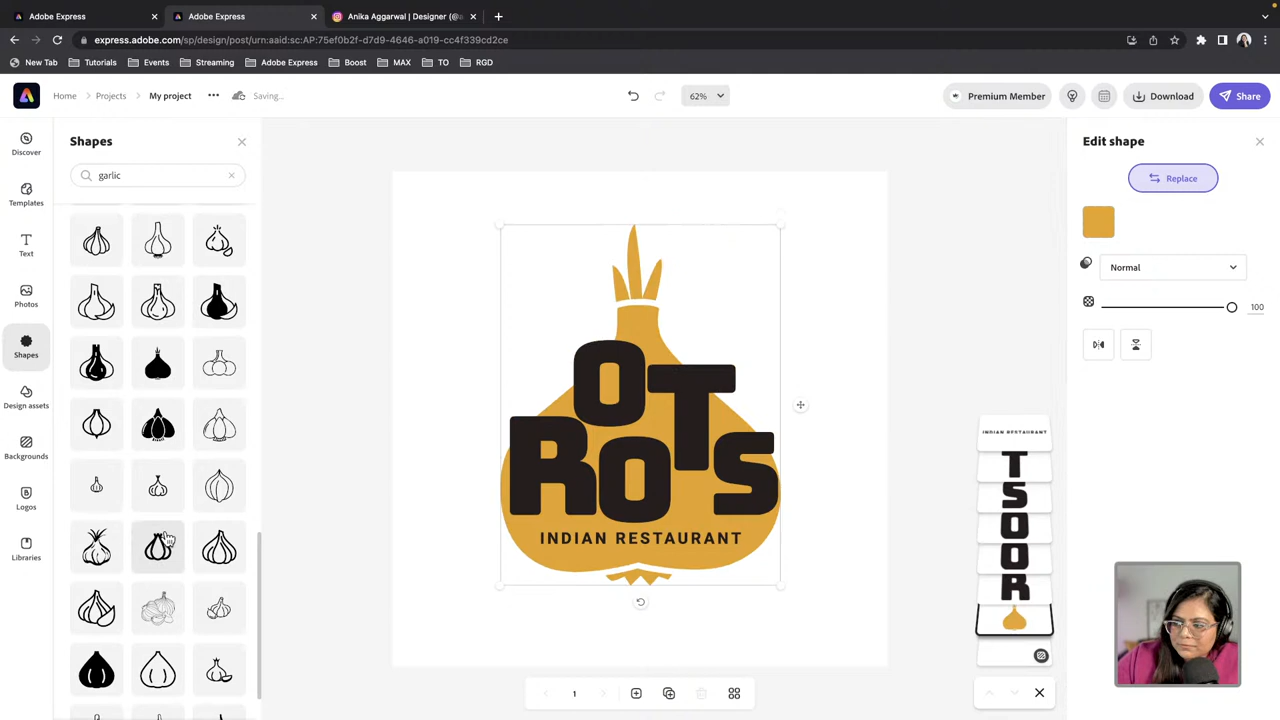 Adobe Express
Adobe Express
Anika Aggarwal | Designer (@a
express.adobe.com/sp/design/post/urn:aaid:sc:AP:75ef0b2f-d7d9-4646-a019-cc4f339cd2ce
New Tab
Tutorials
Events
Streaming
Adobe Express
Boost
MAX
TO
RGD
Home
Projects
My project
Saving...
62%
Premium Member
Download
Share
Discover
Templates
Text
Photos
Shapes
Design assets
Backgrounds
Logos
Libraries
Shapes
garlic
OT
ROTS
INDIAN RESTAURANT
1
Edit shape
Replace
Normal
100
INDIAN RESTAURANT
T
S
O
O
R